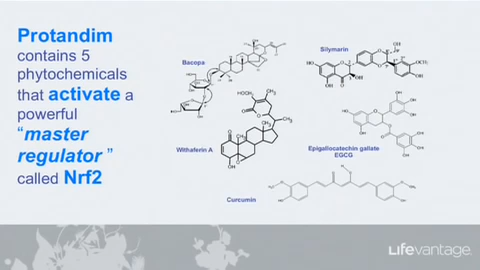 Protandim
contains 5
phytochemicals
that activate a
powerful
“master
regulator ”
called Nrf2
Bacopa
Silymarin
Withaferin A
Epigallocatechin gallate
EGCG
Curcumin
Lifevantage.